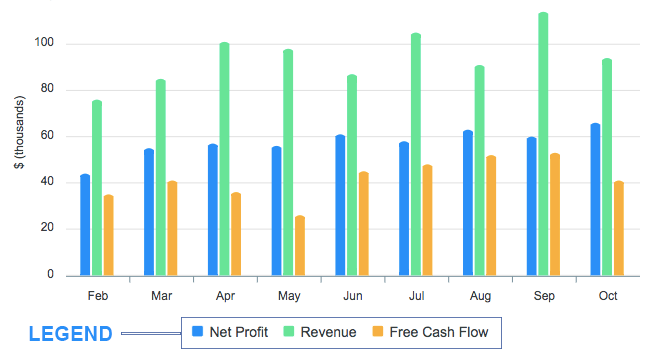 100
80
60
40
20
0
$ (thousands)
Feb Mar Apr May Jun Jul Aug Sep Oct
LEGEND Net Profit Revenue Free Cash Flow